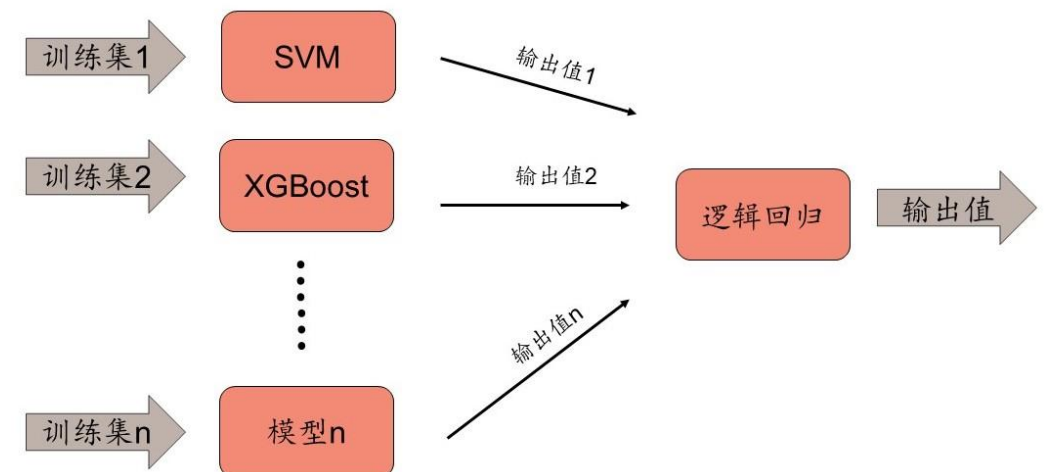 训练集1
SVM
输出值1
训练集2
XGBoost
输出值2
逻辑回归
输出值
训练集n
模型n
输出值n